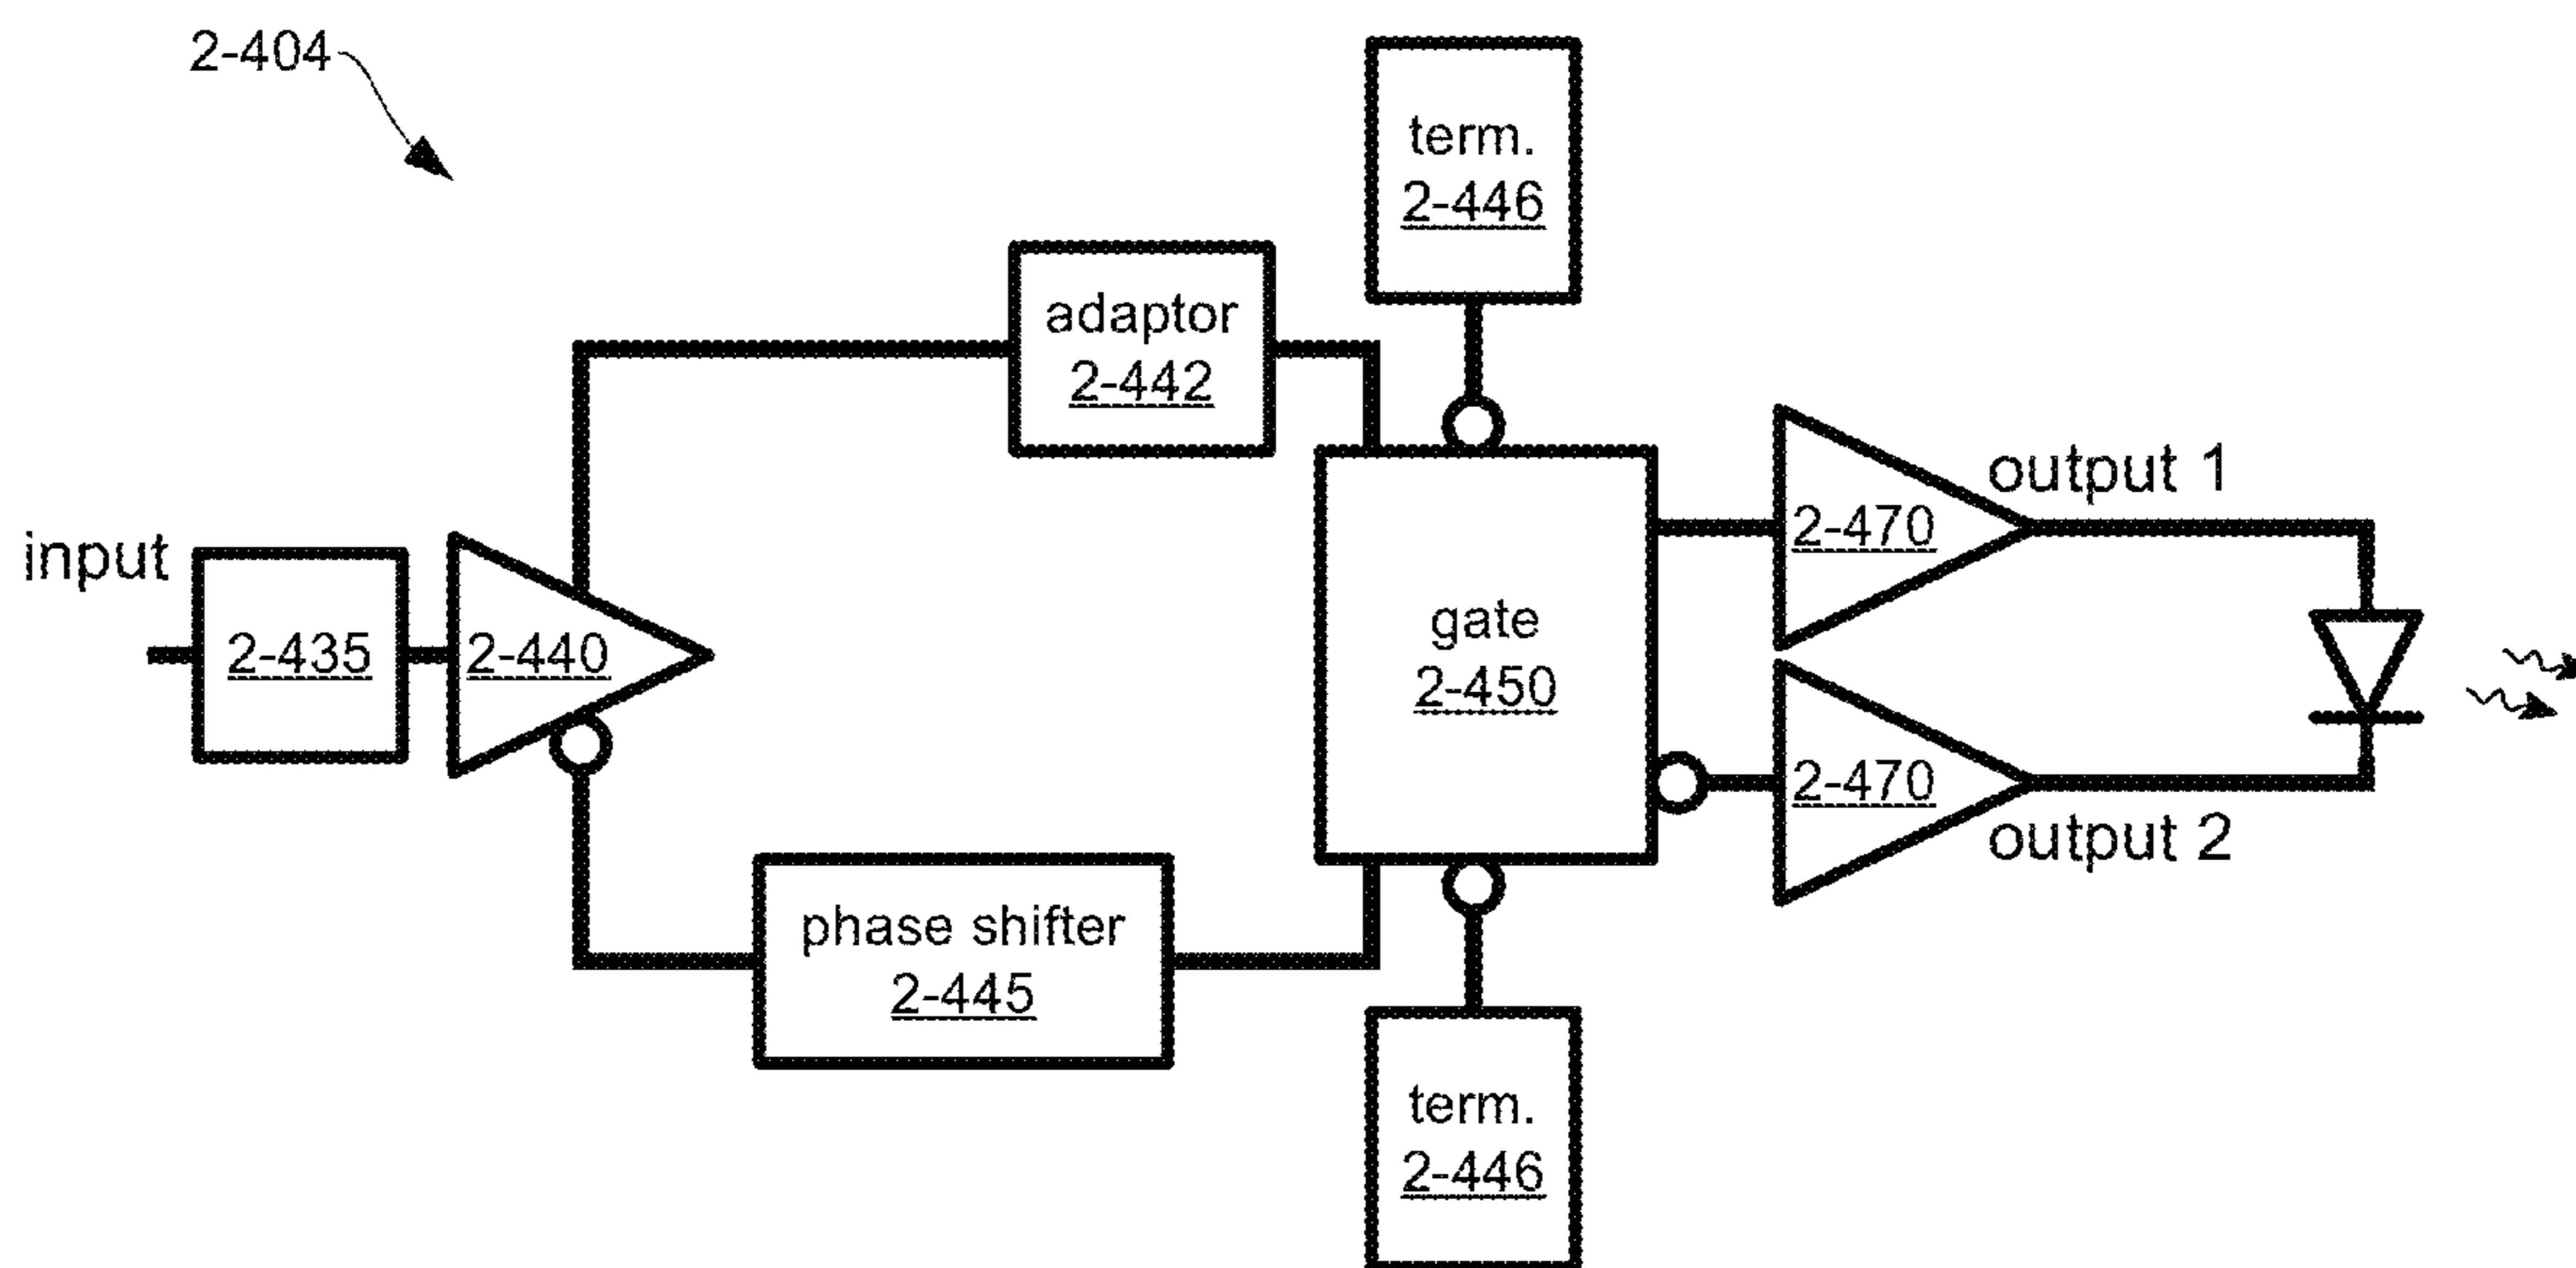 2-404
term.
2-446
adaptor
2-442
output 1
2-470
input
2-435
2-440
gate
2-450
2-470
output 2
phase shifter
2-445
term.
2-446